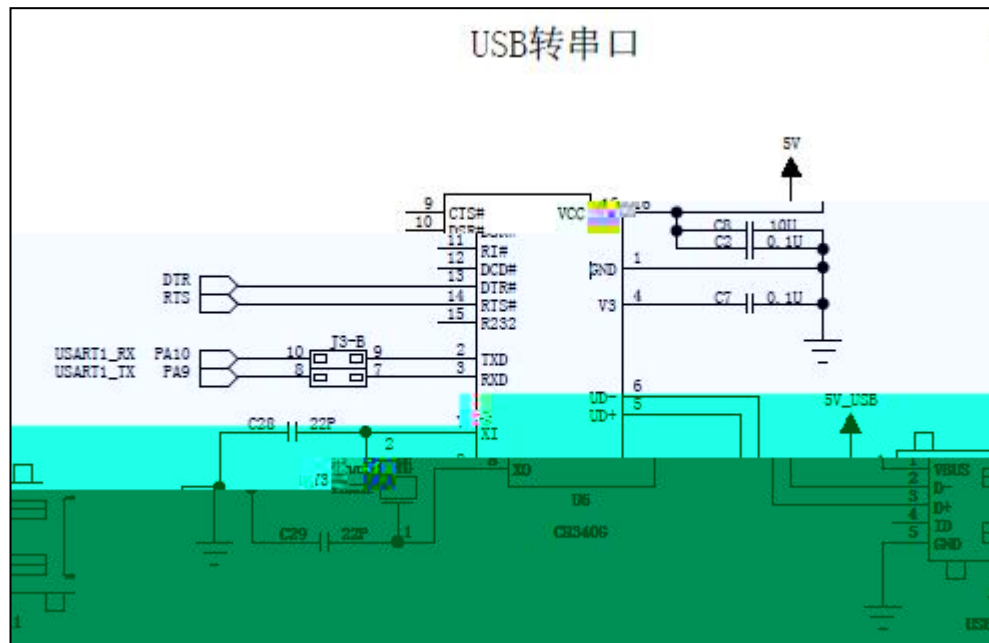 USB转串口
5V
9 CTS# VCC
10
C8 10U
11 RI# C2 0.1U
12 DCD# GND 1
DTR 13 DTR#
RTS 14 RTS# V3 4 C7 0.1U
15 R232
J3-B
USART1_RX PA10 10 9 2 TXD
USART1_TX PA9 8 7 3 RXD
UD- 6
UD+ 5 5V_USB
C28 22P XI
2
XO 1 VBUS
2 D-
U6 3 D+
4 ID
C29 22P 1 CH340G 5 GND
1 USB